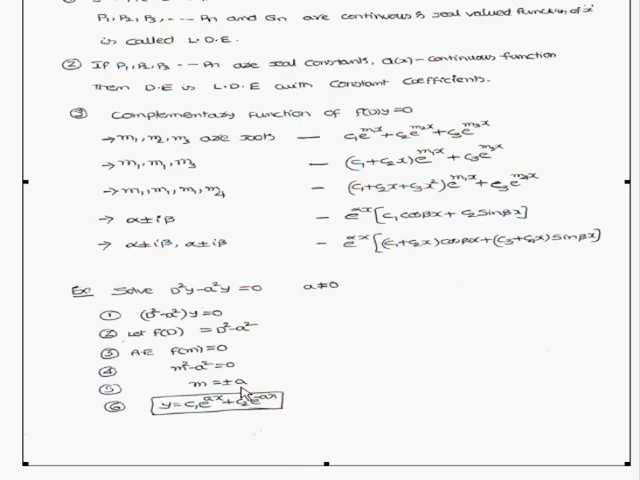 P1, P2, P3, --- Pn and Qn are continuous & real valued functions of 'x'
is called L.D.E.
② If P1, P2, P3 --- Pn are real constants, Q(x) - continuous function
Then D.E is L.D.E with constant coefficients.
③ Complementary function of f(D)y=0
→ m1, m2, m3 are roots — c1e^m1x + c2e^m2x + c3e^m3x
→ m1, m1, m3 – (c1+c2x)e^m1x + c3e^m3x
→ m1, m1, m1, m4 – (c1+c2x+c3x²)e^m1x + c4e^m4x
→ α±iβ – e^αx[c1cosβx + c2sinβx]
→ α±iβ, α±iβ – e^αx[(c1+c2x)cosβx+(c3+c4x)sinβx]
Ex: Solve D²y-a²y=0 a≠0
① (D²-a²)y=0
② Let f(D) = D²-a²
③ A.E f(m)=0
④ m²-a²=0
⑤ m=±a
⑥ y=c1e^ax+c2e^-ax